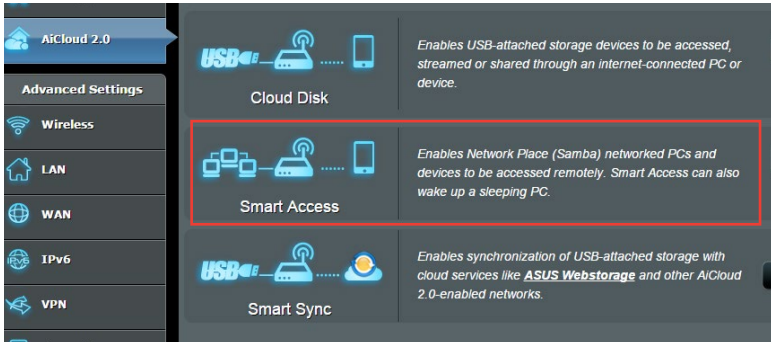 AiCloud 2.0
Advanced Settings
Wireless
LAN
WAN
IPv6
IPv6
VPN
USB
Cloud Disk
Enables USB-attached storage devices to be accessed,
streamed or shared through an internet-connected PC or
device.
Smart Access
Enables Network Place (Samba) networked PCs and
devices to be accessed remotely. Smart Access can also
wake up a sleeping PC.
USB
Smart Sync
Enables synchronization of USB-attached storage with
cloud services like ASUS Webstorage and other AiCloud
2.0-enabled networks.